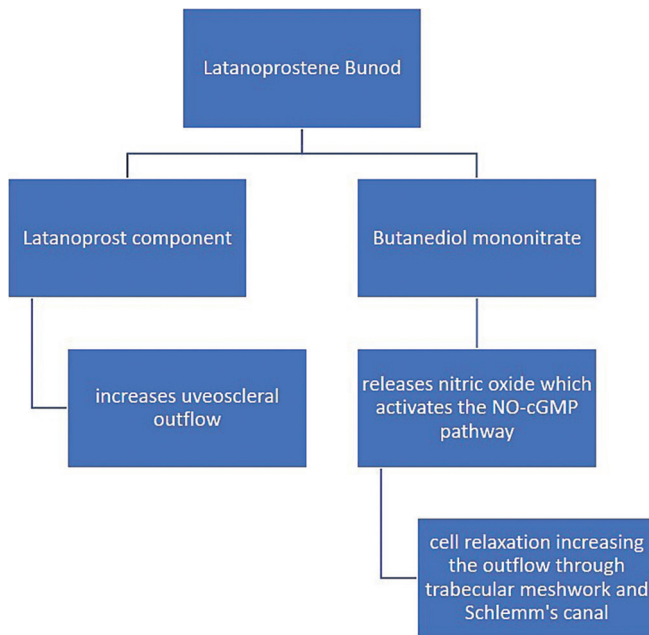 Latanoprostene Bunod
Latanoprost component
Butanediol mononitrate
increases uveoscleral
outflow
releases nitric oxide which
activates the NO-cGMP
pathway
cell relaxation increasing
the outflow through
trabecular meshwork and
Schlemm's canal